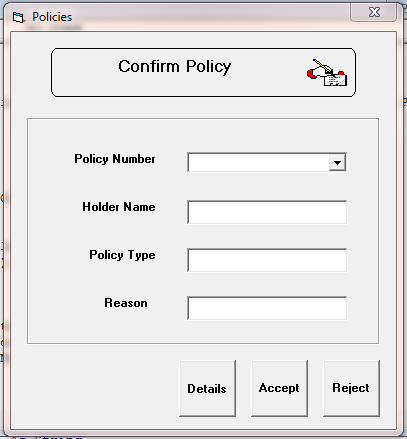 Policies
Confirm Policy
Policy Number
Holder Name
Policy Type
Reason
Details Accept Reject